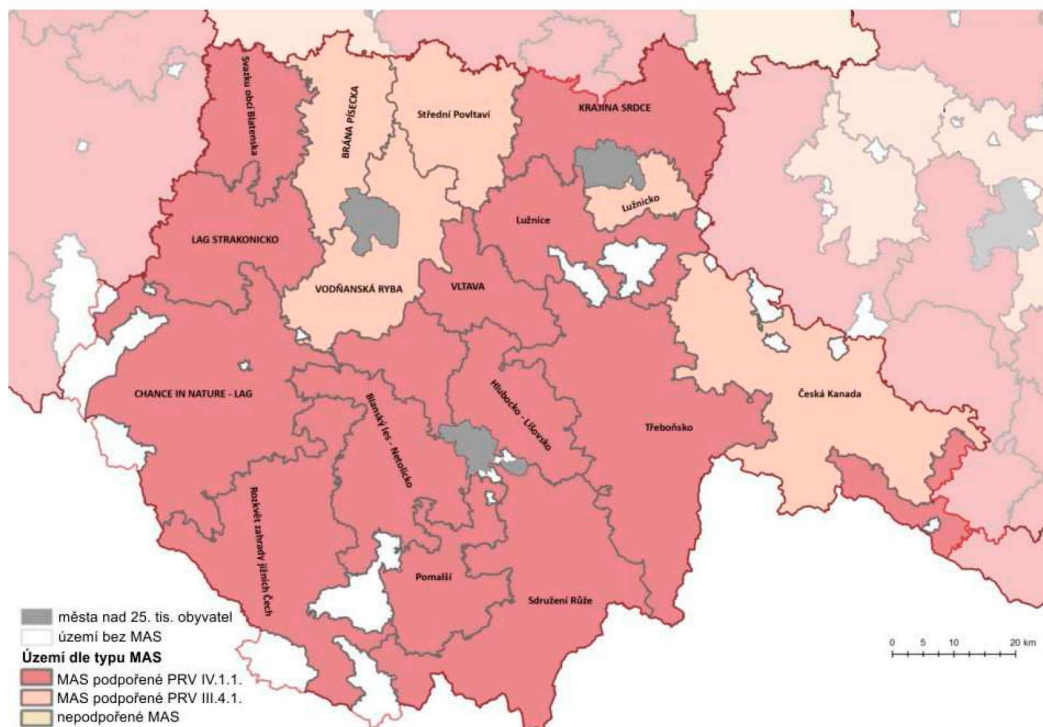 Svazku obcí Blatenska
BRÁNA PÍSECKA
Střední Povltaví
KRAJINA SRDCE
Lužnicko
LAG STRAKONICKO
Lužnice
VODŇANSKÁ RYBA
VLTAVA
CHANCE IN NATURE - LAG
Blanský les - Netolicko
Hlubocko - Lišovsko
Třeboňsko
Česká Kanada
Rozkvět zahrady jižních Čech
Pomalší
Sdružení Růže
města nad 25. tis. obyvatel
území bez MAS
Území dle typu MAS
MAS podpořené PRV IV.1.1.
MAS podpořené PRV III.4.1.
nepodpořené MAS
0 5 10 20 km